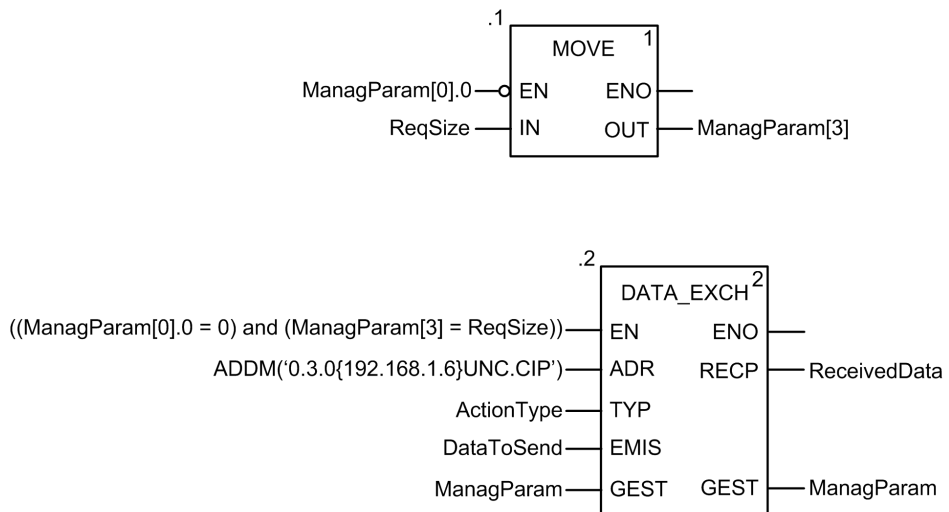 .1
MOVE 1
ManagParam[0].0 EN ENO
ReqSize IN OUT ManagParam[3]
.2
DATA_EXCH 2
((ManagParam[0].0 = 0) and (ManagParam[3] = ReqSize)) EN ENO
ADDM(‘0.3.0{192.168.1.6}UNC.CIP’) ADR RECP ReceivedData
ActionType TYP
DataToSend EMIS
ManagParam GEST GEST ManagParam